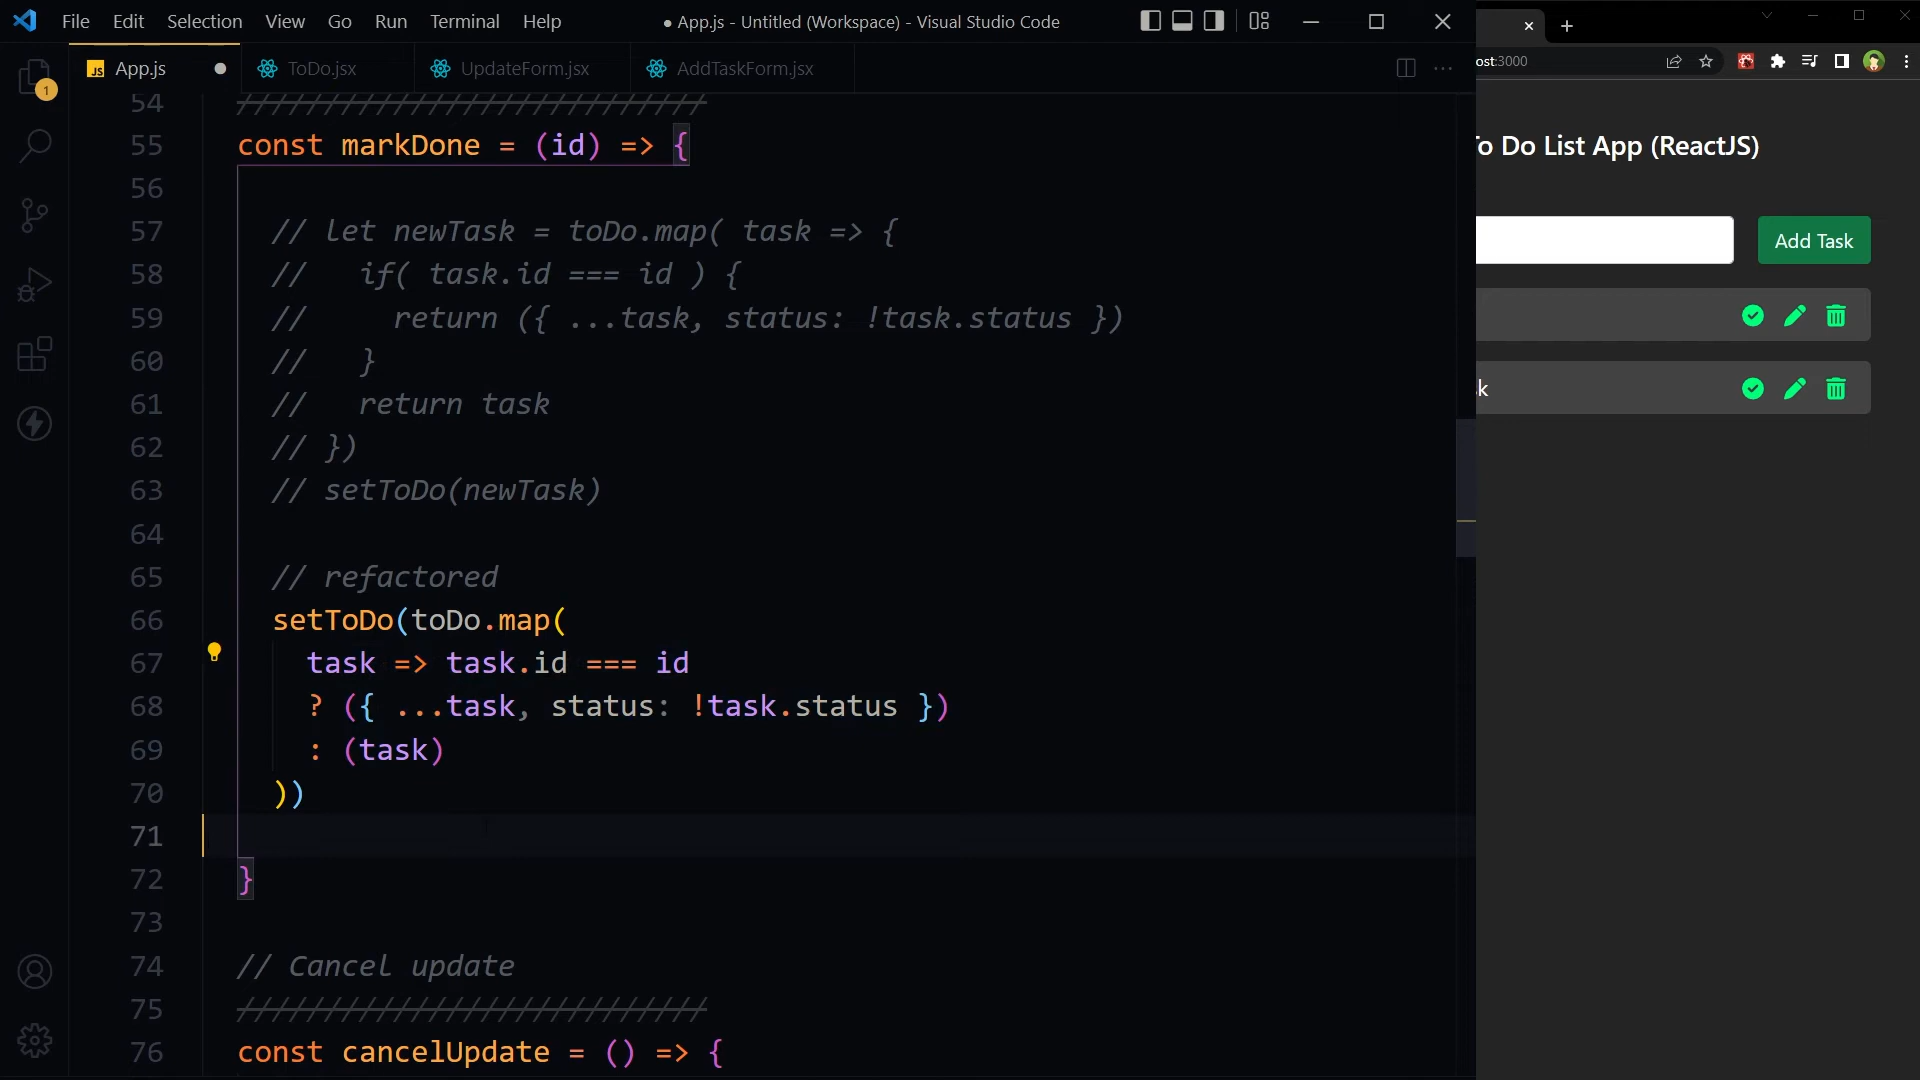 File Edit Selection View Go Run Terminal Help
● App.js - Untitled (Workspace) - Visual Studio Code
JS App.js ToDo.jsx UpdateForm.jsx AddTaskForm.jsx
1
54 ///////////////////////////
55 const markDone = (id) => {
56
57 // let newTask = toDo.map( task => {
58 //   if( task.id === id ) {
59 //     return ({ ...task, status: !task.status })
60 //   }
61 //   return task
62 // })
63 // setToDo(newTask)
64
65 // refactored
66 setToDo(toDo.map(
67 task => task.id === id
68 ? ({ ...task, status: !task.status })
69 : (task)
70 ))
71
72 }
73
74 // Cancel update
75 ///////////////////////////
76 const cancelUpdate = () => {
ost:3000
To Do List App (ReactJS)
Add Task
k